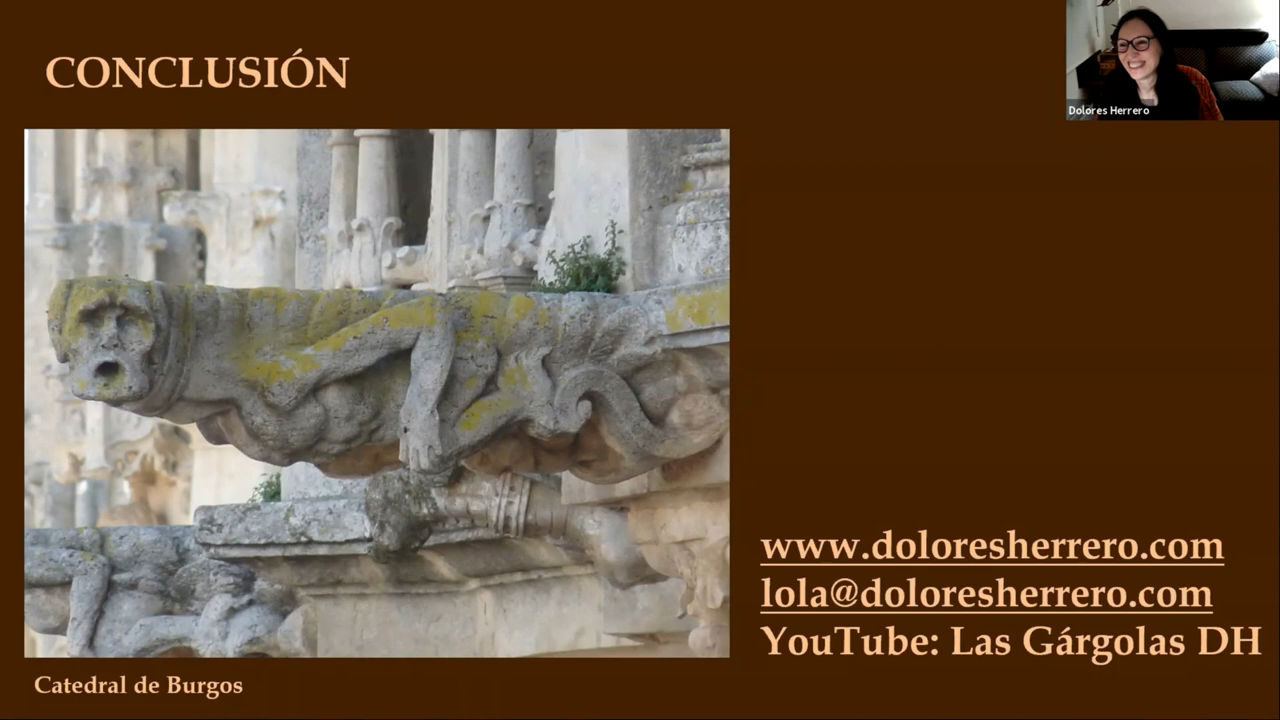 CONCLUSIÓN
Dolores Herrero
www.doloresherrero.com
lola@doloresherrero.com
YouTube: Las Gárgolas DH
Catedral de Burgos